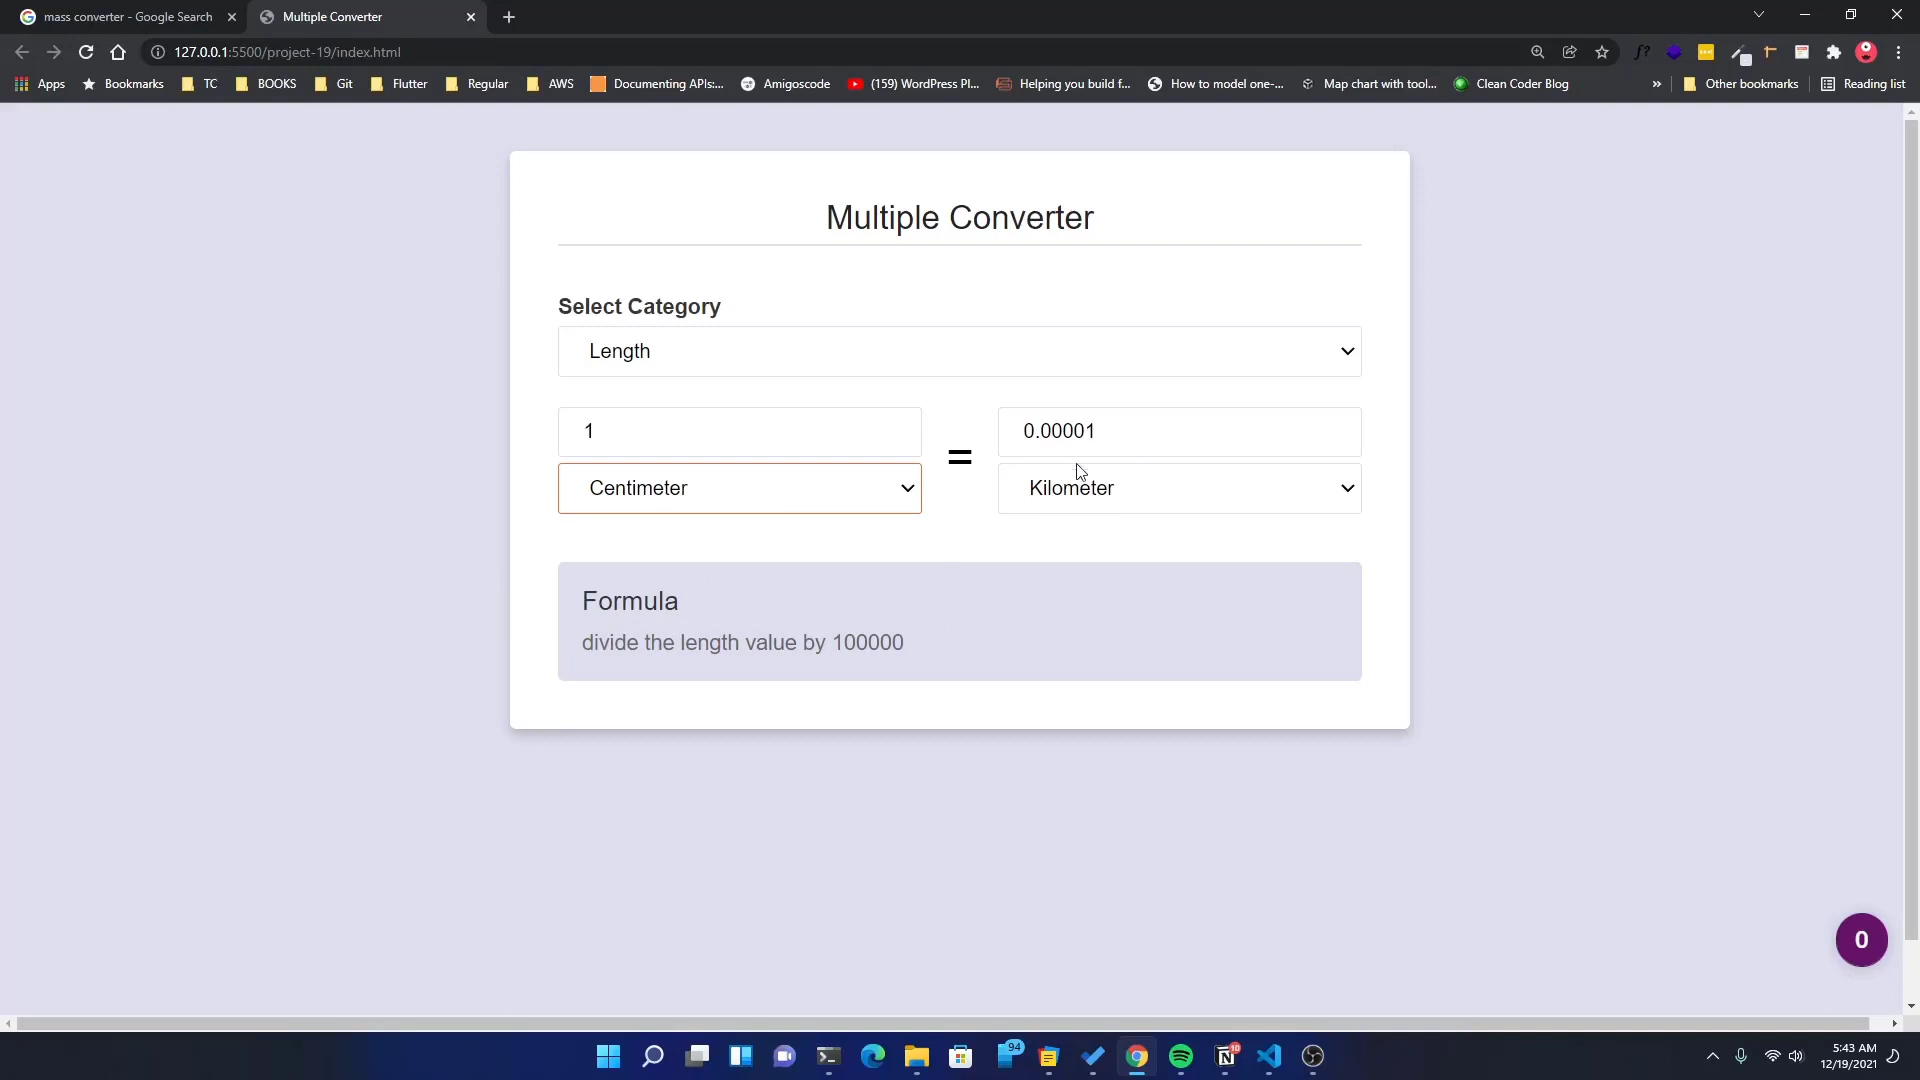 mass converter - Google Search
Multiple Converter
127.0.0.1:5500/project-19/index.html
f?
Apps
Bookmarks
TC
BOOKS
Git
Flutter
Regular
AWS
Documenting APIs:...
Amigoscode
(159) WordPress Pl...
Helping you build f...
How to model one-...
Map chart with tool...
Clean Coder Blog
»
Other bookmarks
Reading list
Multiple Converter
Select Category
Length
1
=
0.00001
Centimeter
Kilometer
Formula
divide the length value by 100000
0
94
10
5:43 AM
12/19/2021